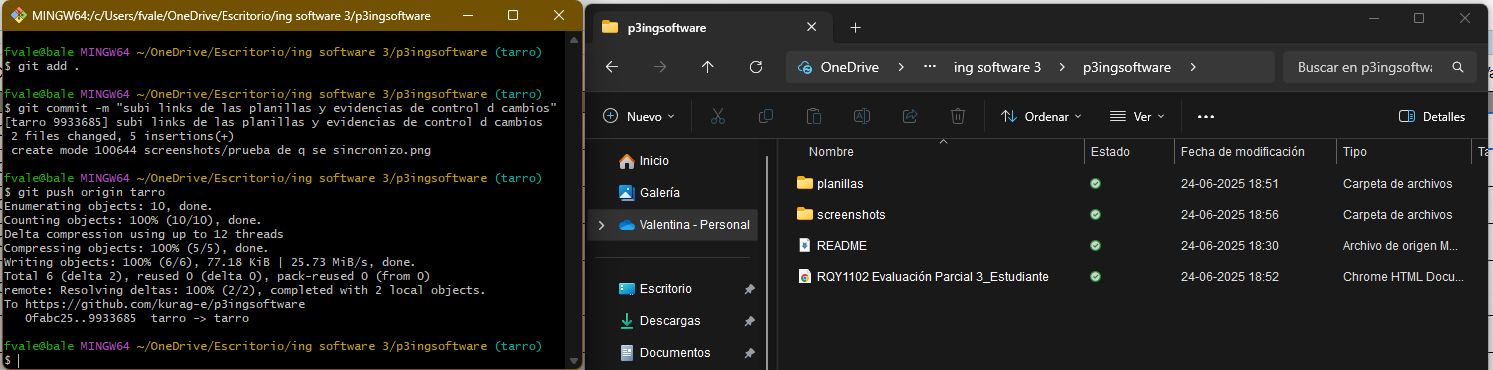 MINGW64:/c/Users/fvale/OneDrive/Escritorio/ing software 3/p3ingsoftware
fvale@bale MINGW64 ~/OneDrive/Escritorio/ing software 3/p3ingsoftware (tarro)
$ git add .
fvale@bale MINGW64 ~/OneDrive/Escritorio/ing software 3/p3ingsoftware (tarro)
$ git commit -m "subi links de las planillas y evidencias de control d cambios"
[tarro 9933685] subi links de las planillas y evidencias de control d cambios
2 files changed, 5 insertions(+)
create mode 100644 screenshots/prueba de q se sincronizo.png
fvale@bale MINGW64 ~/OneDrive/Escritorio/ing software 3/p3ingsoftware (tarro)
$ git push origin tarro
Enumerating objects: 10, done.
Counting objects: 100% (10/10), done.
Delta compression using up to 12 threads
Compressing objects: 100% (5/5), done.
Writing objects: 100% (6/6), 77.18 KiB | 25.73 MiB/s, done.
Total 6 (delta 2), reused 0 (delta 0), pack-reused 0 (from 0)
remote: Resolving deltas: 100% (2/2), completed with 2 local objects.
To https://github.com/kurag-e/p3ingsoftware
0fabc25..9933685 tarro -> tarro
fvale@bale MINGW64 ~/OneDrive/Escritorio/ing software 3/p3ingsoftware (tarro)
$
p3ingsoftware
OneDrive > ... ing software 3 > p3ingsoftware >
Buscar en p3ingsoftwa
Nuevo
Ordenar
Ver
Detalles
Inicio
Galería
Valentina - Personal
Escritorio
Descargas
Documentos
Nombre Estado Fecha de modificación Tipo Ta
planillas 24-06-2025 18:51 Carpeta de archivos
screenshots 24-06-2025 18:56 Carpeta de archivos
README 24-06-2025 18:30 Archivo de origen M...
RQY1102 Evaluación Parcial 3_Estudiante 24-06-2025 18:52 Chrome HTML Docu...